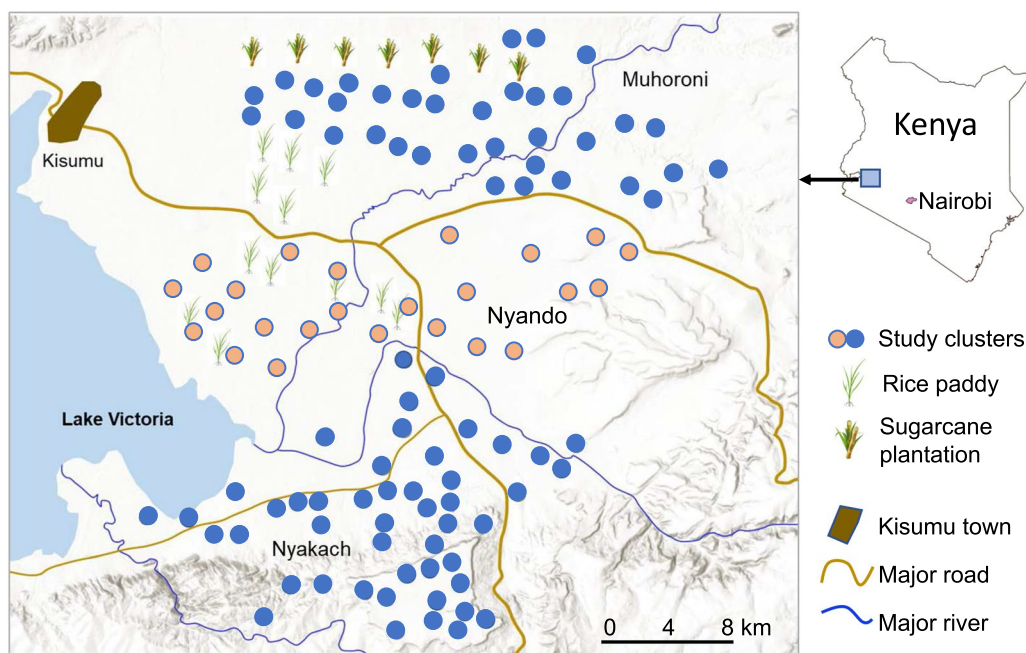 Muhoroni
Kisumu
Nyando
Lake Victoria
Nyakach
0 4 8 km
Kenya
Nairobi
Study clusters
Rice paddy
Sugarcane
plantation
Kisumu town
Major road
Major river